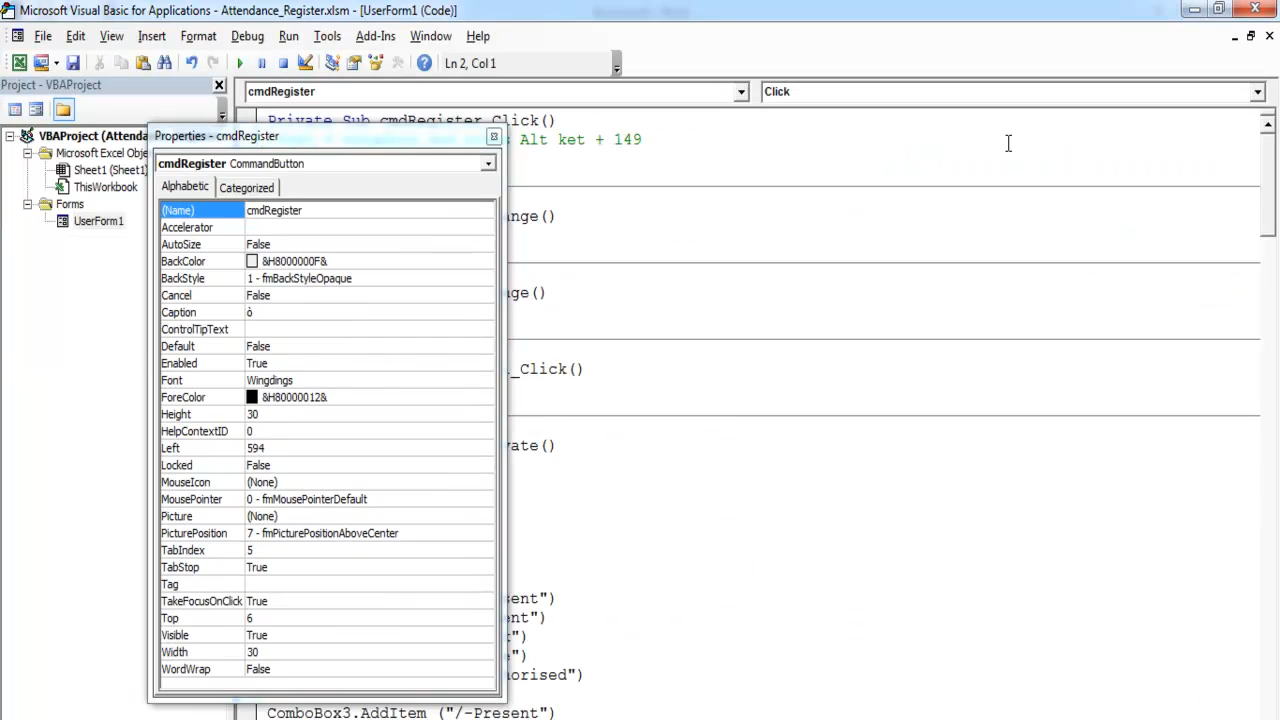 Microsoft Visual Basic for Applications - Attendance_Register.xlsm - [UserForm1 (Code)]
File Edit View Insert Format Debug Run Tools Add-Ins Window Help
Ln 2, Col 1
Project - VBAProject
cmdRegister Click
VBAProject (Attenda
Microsoft Excel Obje
Sheet1 (Sheet1)
ThisWorkbook
Forms
UserForm1
Properties - cmdRegister
cmdRegister CommandButton
Alphabetic Categorized
(Name) cmdRegister
Accelerator
AutoSize False
BackColor &H8000000F&
BackStyle 1 - fmBackStyleOpaque
Cancel False
Caption ò
ControlTipText
Default False
Enabled True
Font Wingdings
ForeColor &H80000012&
Height 30
HelpContextID 0
Left 594
Locked False
MouseIcon (None)
MousePointer 0 - fmMousePointerDefault
Picture (None)
PicturePosition 7 - fmPicturePositionAboveCenter
TabIndex 5
TabStop True
Tag
TakeFocusOnClick True
Top 6
Visible True
Width 30
WordWrap False
Private Sub cmdRegister_Click()
Alt ket + 149
nge()
nge()
_Click()
vate()
sent")
ent")
t")
e")
orised")
ComboBox3.AddItem ("/-Present")